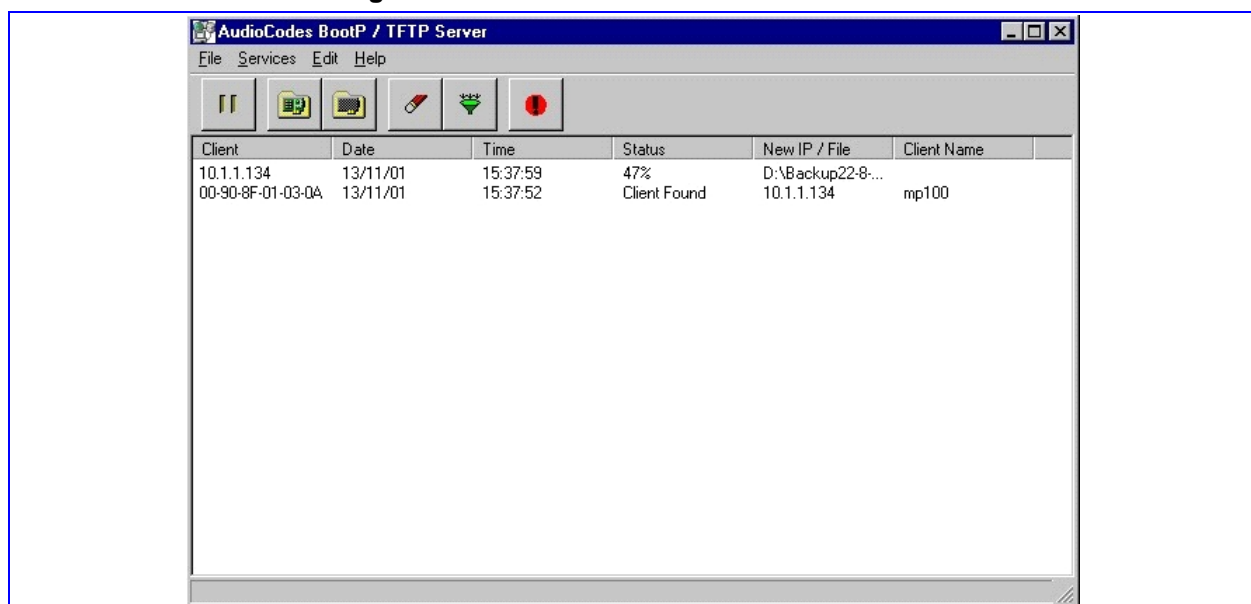 AudioCodes BootP / TFTP Server
File Services Edit Help
Client Date Time Status New IP / File Client Name
10.1.1.134 13/11/01 15:37:59 47% D:\Backup22-8-...
00-90-8F-01-03-0A 13/11/01 15:37:52 Client Found 10.1.1.134 mp100